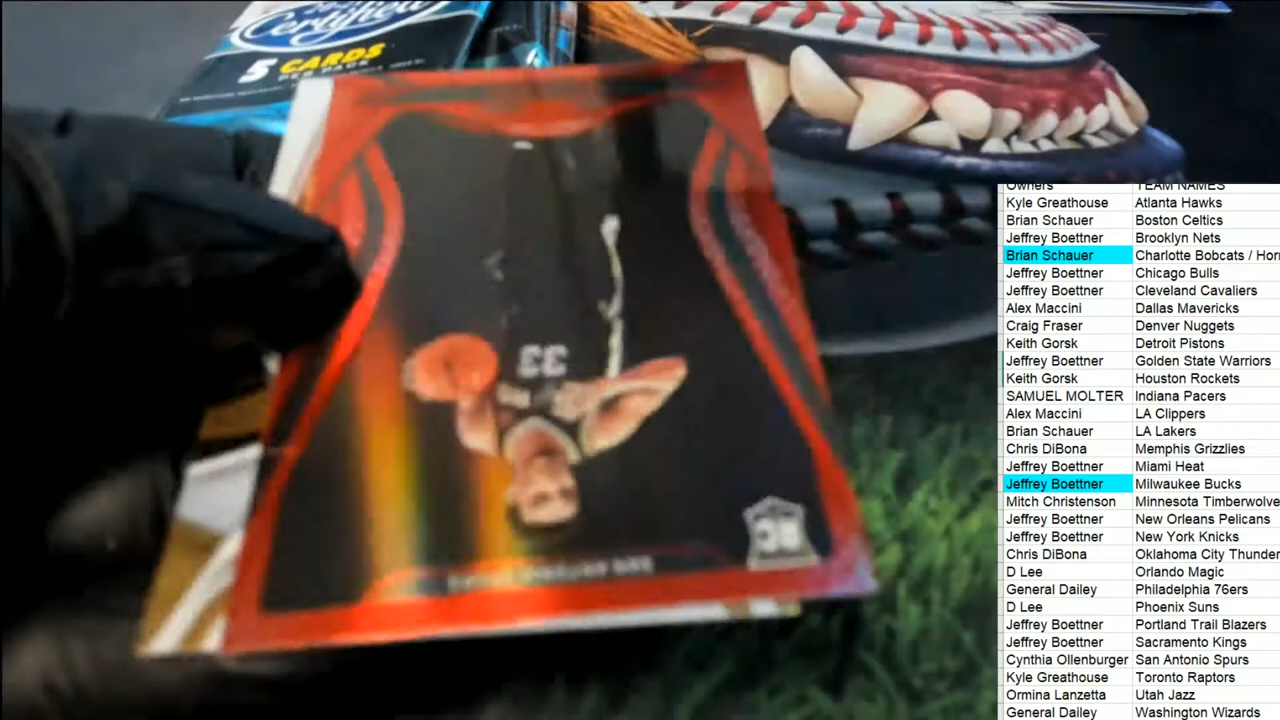 Certified
5 CARDS
PER PACK
33
RC
SAN ANTONIO SPURS
Owners TEAM NAMES
Kyle Greathouse Atlanta Hawks
Brian Schauer Boston Celtics
Jeffrey Boettner Brooklyn Nets
Brian Schauer Charlotte Bobcats / Hor
Jeffrey Boettner Chicago Bulls
Jeffrey Boettner Cleveland Cavaliers
Alex Maccini Dallas Mavericks
Craig Fraser Denver Nuggets
Keith Gorsk Detroit Pistons
Jeffrey Boettner Golden State Warriors
Keith Gorsk Houston Rockets
SAMUEL MOLTER Indiana Pacers
Alex Maccini LA Clippers
Brian Schauer LA Lakers
Chris DiBona Memphis Grizzlies
Jeffrey Boettner Miami Heat
Jeffrey Boettner Milwaukee Bucks
Mitch Christenson Minnesota Timberwolve
Jeffrey Boettner New Orleans Pelicans
Jeffrey Boettner New York Knicks
Chris DiBona Oklahoma City Thunder
D Lee Orlando Magic
General Dailey Philadelphia 76ers
D Lee Phoenix Suns
Jeffrey Boettner Portland Trail Blazers
Jeffrey Boettner Sacramento Kings
Cynthia Ollenburger San Antonio Spurs
Kyle Greathouse Toronto Raptors
Ormina Lanzetta Utah Jazz
General Dailey Washington Wizards